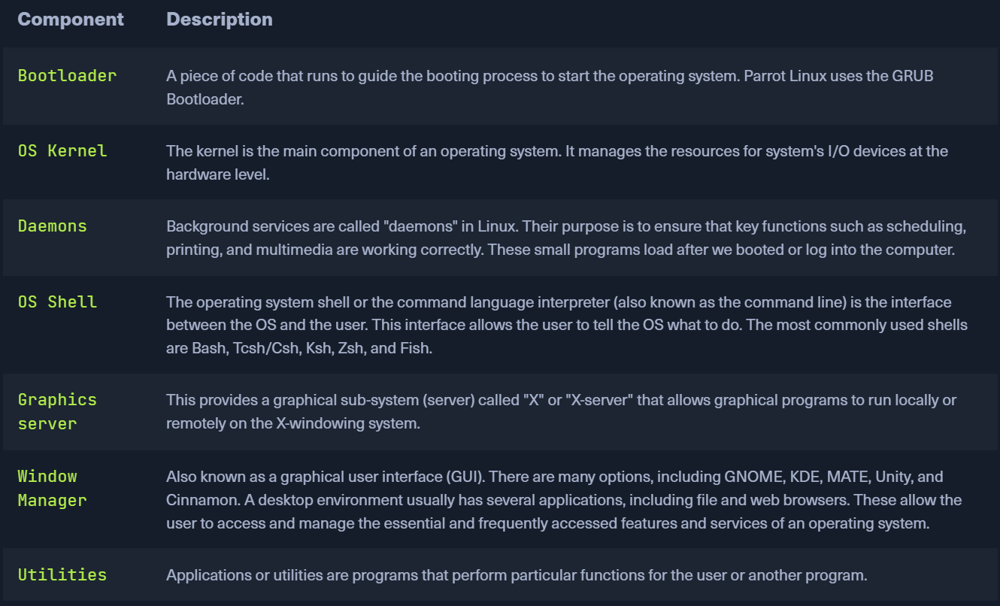 Component Description
Bootloader A piece of code that runs to guide the booting process to start the operating system. Parrot Linux uses the GRUB
Bootloader.
OS Kernel The kernel is the main component of an operating system. It manages the resources for system's I/O devices at the
hardware level.
Daemons Background services are called "daemons" in Linux. Their purpose is to ensure that key functions such as scheduling,
printing, and multimedia are working correctly. These small programs load after we booted or log into the computer.
OS Shell The operating system shell or the command language interpreter (also known as the command line) is the interface
between the OS and the user. This interface allows the user to tell the OS what to do. The most commonly used shells
are Bash, Tcsh/Csh, Ksh, Zsh, and Fish.
Graphics This provides a graphical sub-system (server) called "X" or "X-server" that allows graphical programs to run locally or
server remotely on the X-windowing system.
Window Also known as a graphical user interface (GUI). There are many options, including GNOME, KDE, MATE, Unity, and
Manager Cinnamon. A desktop environment usually has several applications, including file and web browsers. These allow the
user to access and manage the essential and frequently accessed features and services of an operating system.
Utilities Applications or utilities are programs that perform particular functions for the user or another program.